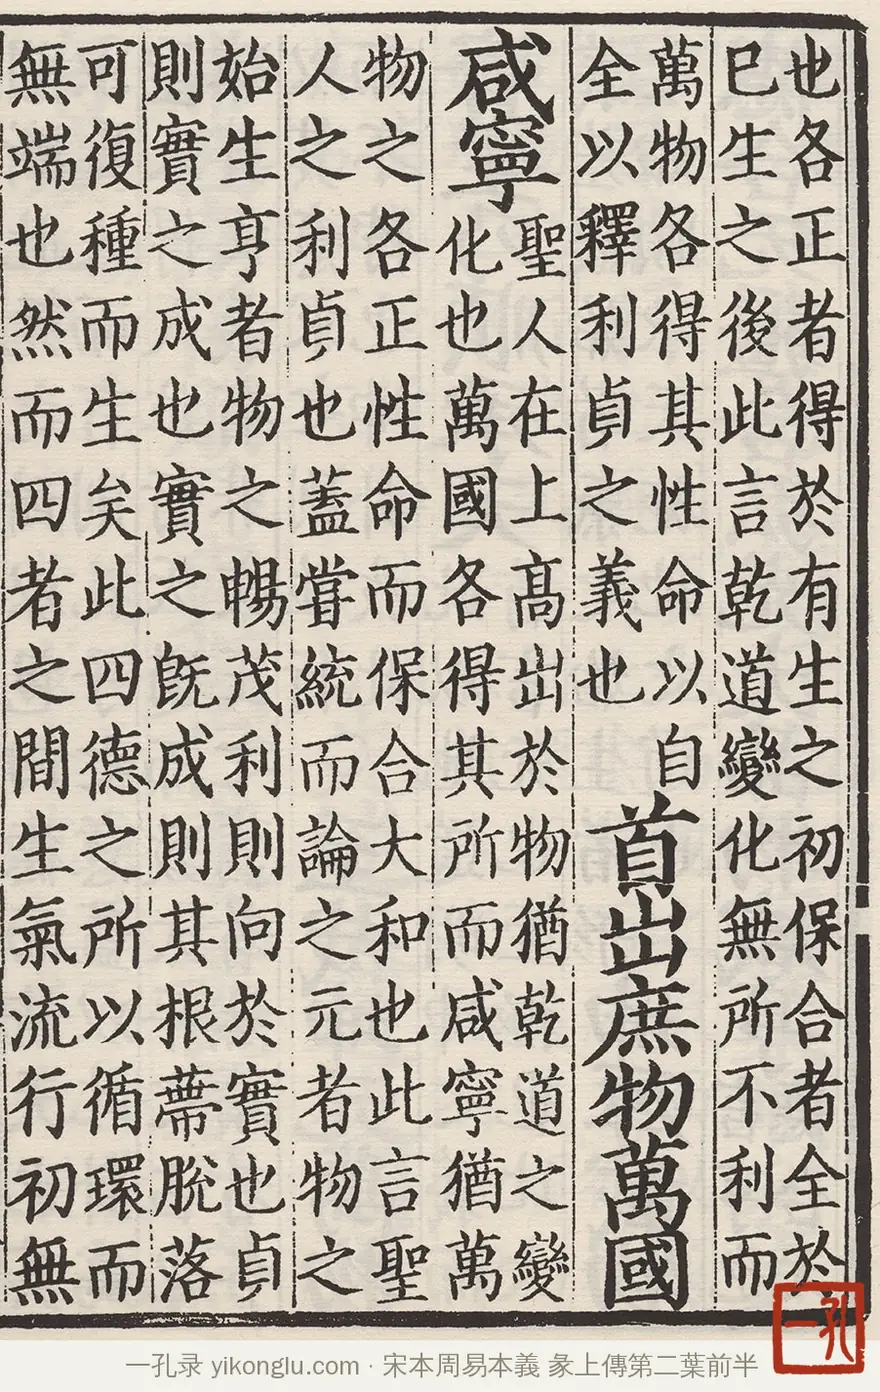 也各正者得於有生之初保合者全於
巳生之後此言乾道變化無所不利而
萬物各得其性命以自
全以釋利貞之義也
首出庶物萬國
咸寧
聖人在上髙出於物猶乾道之變
化也萬國各得其所而咸寧猶萬
物之各正性命而保合大和也此言聖
人之利貞也蓋嘗統而論之元者物之
始生亨者物之暢茂利則向於實也貞
則實之成也實之既成則其根蔕脫落
可復種而生矣此四德之所以循環而
無端也然而四者之間生氣流行初無
一孔录 yikonglu.com · 宋本周易本義 彖上傳第二葉前半
一孔